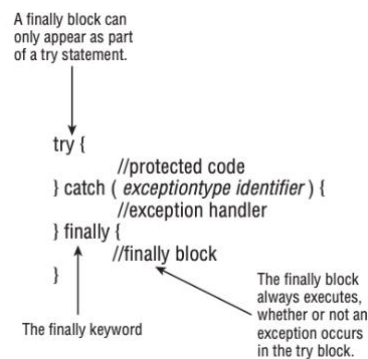 A finally block can
only appear as part
of a try statement.
try {
//protected code
} catch ( exceptiontype identifier ) {
//exception handler
} finally {
//finally block
}
The finally keyword
The finally block
always executes,
whether or not an
exception occurs
in the try block.